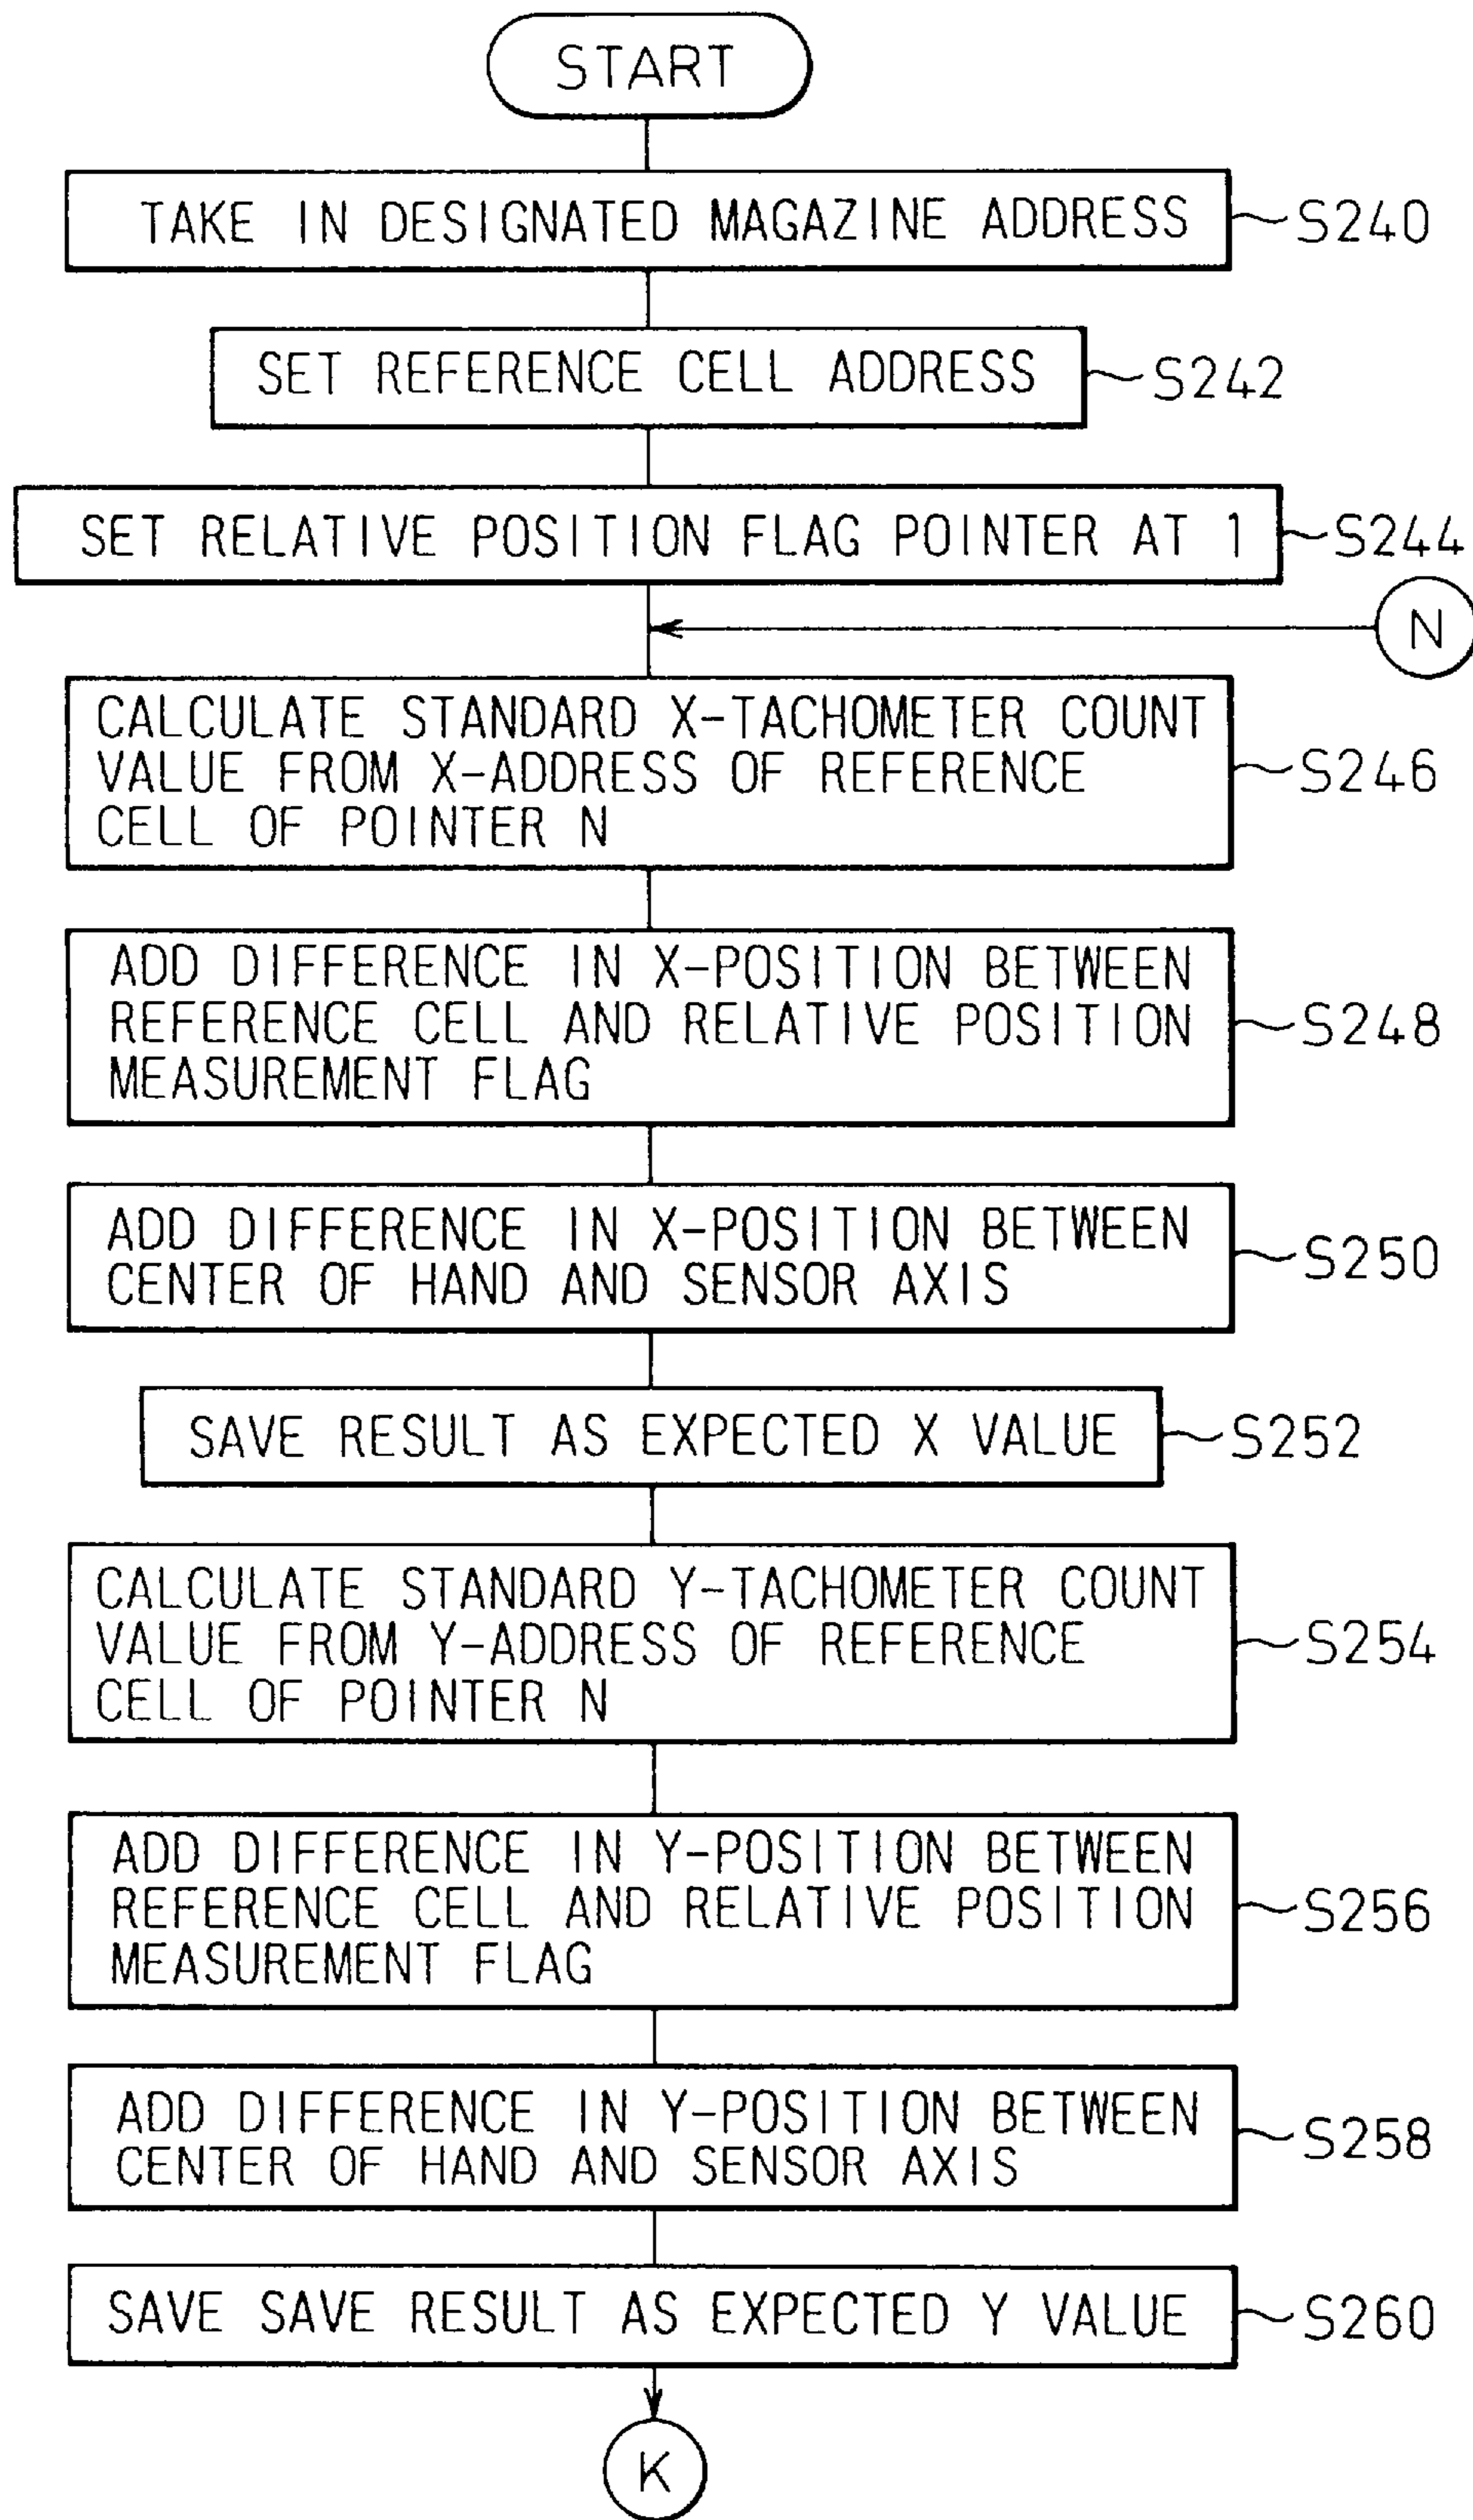 START
TAKE IN DESIGNATED MAGAZINE ADDRESS
S240
SET REFERENCE CELL ADDRESS
S242
SET RELATIVE POSITION FLAG POINTER AT 1
S244
N
CALCULATE STANDARD X-TACHOMETER COUNT
VALUE FROM X-ADDRESS OF REFERENCE
CELL OF POINTER N
S246
ADD DIFFERENCE IN X-POSITION BETWEEN
REFERENCE CELL AND RELATIVE POSITION
MEASUREMENT FLAG
S248
ADD DIFFERENCE IN X-POSITION BETWEEN
CENTER OF HAND AND SENSOR AXIS
S250
SAVE RESULT AS EXPECTED X VALUE
S252
CALCULATE STANDARD Y-TACHOMETER COUNT
VALUE FROM Y-ADDRESS OF REFERENCE
CELL OF POINTER N
S254
ADD DIFFERENCE IN Y-POSITION BETWEEN
REFERENCE CELL AND RELATIVE POSITION
MEASUREMENT FLAG
S256
ADD DIFFERENCE IN Y-POSITION BETWEEN
CENTER OF HAND AND SENSOR AXIS
S258
SAVE SAVE RESULT AS EXPECTED Y VALUE
S260
K